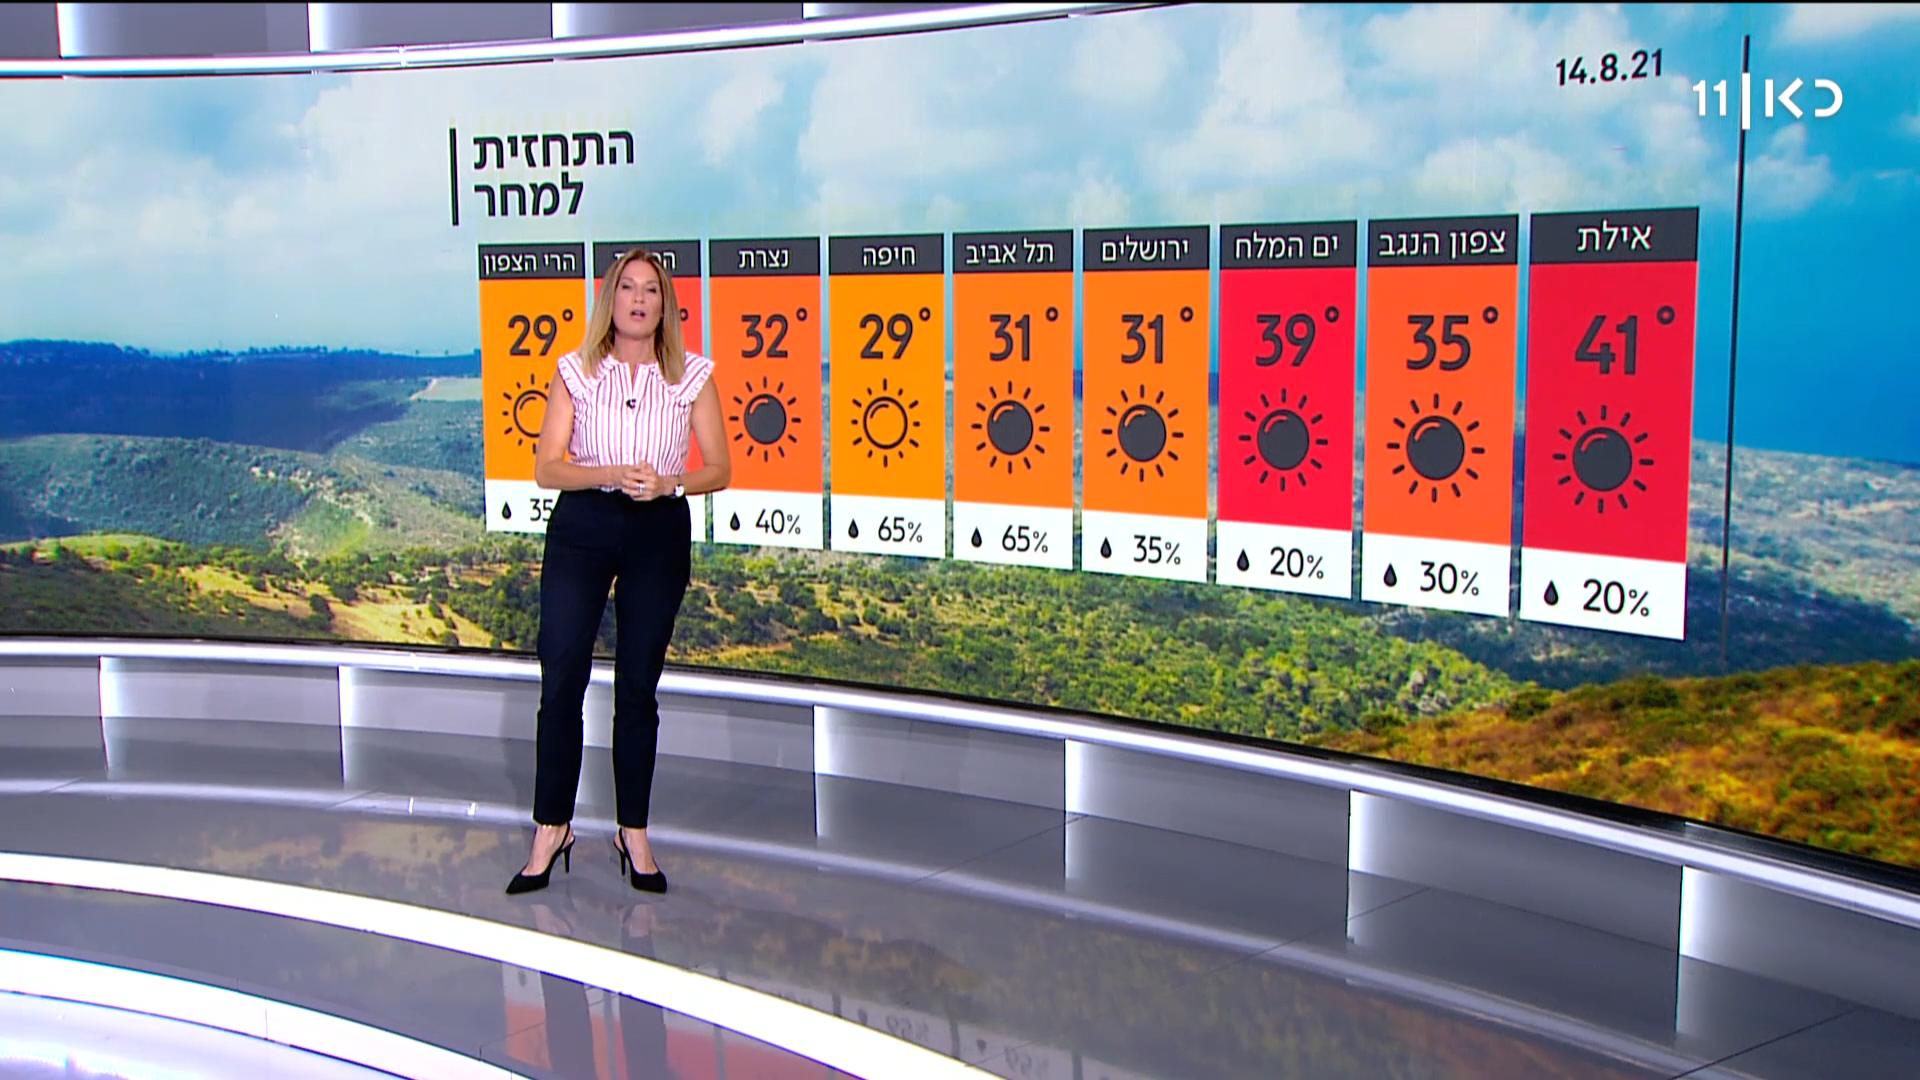 14.8.21
כאן 11
התחזית
למחר
אילת
41°
20%
צפון הנגב
35°
30%
ים המלח
39°
20%
ירושלים
31°
35%
תל אביב
31°
65%
חיפה
29°
65%
נצרת
32°
40%
הרי הצפון
29°
35